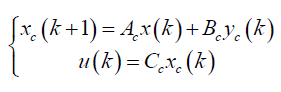 x_c(k+1) = A_c x(k) + B_c y_c(k)
u(k) = C_c x_c(k)